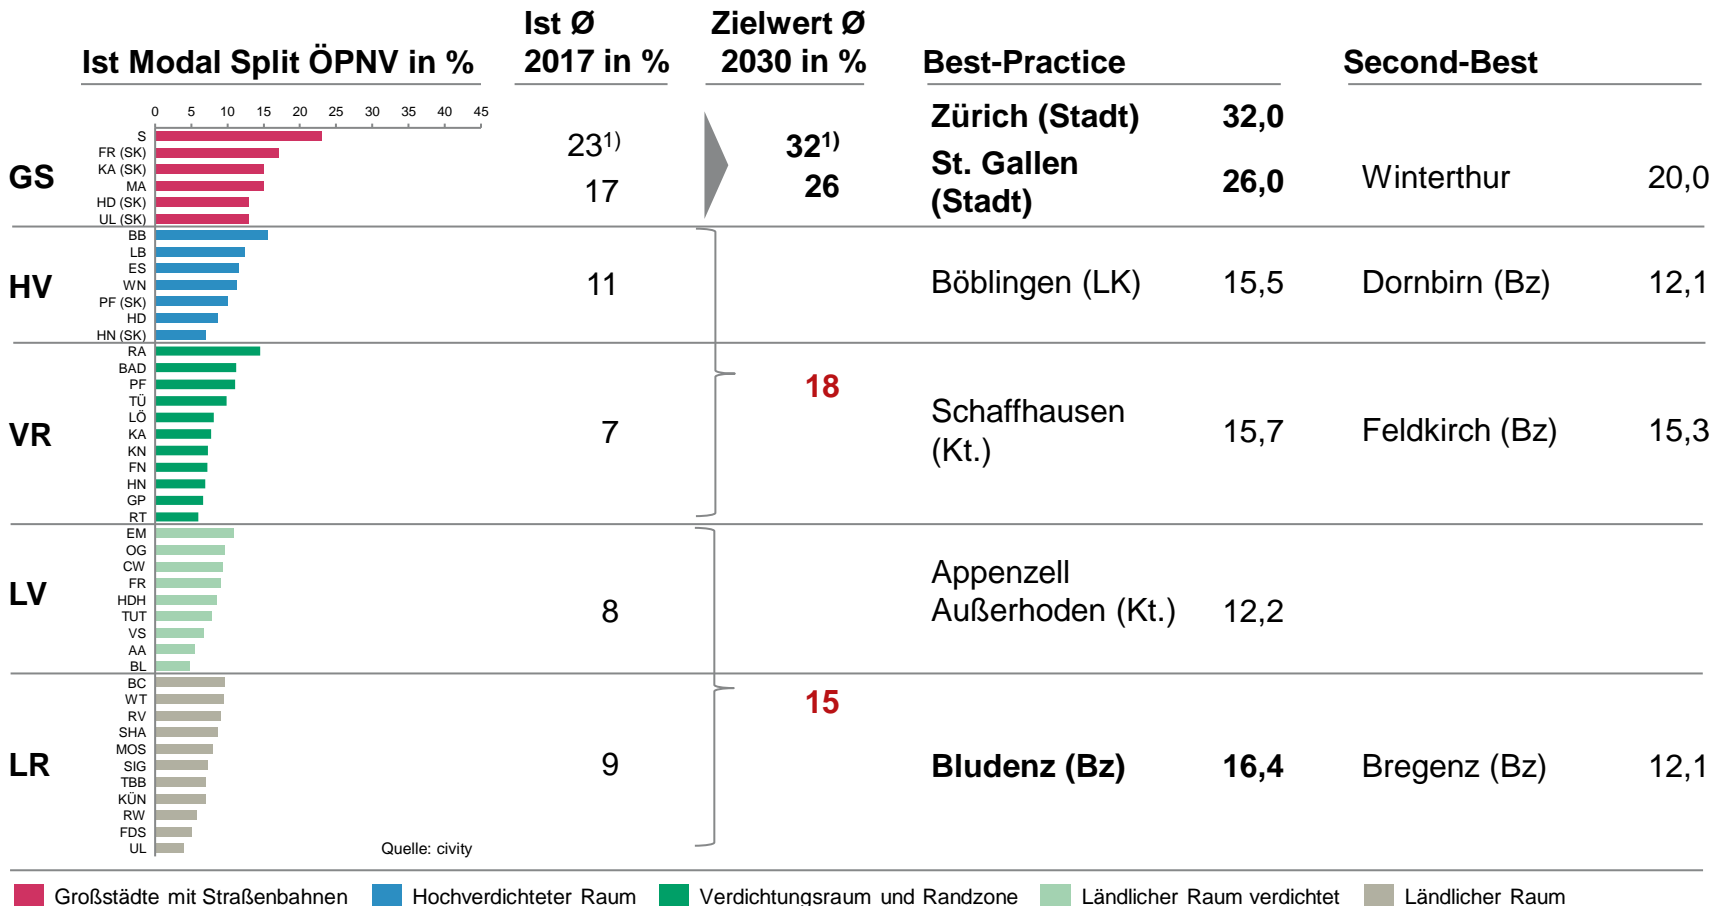 Ist Modal Split ÖPNV in %
Ist Ø
2017 in %
Zielwert Ø
2030 in %
Best-Practice
Second-Best
0 5 10 15 20 25 30 35 40 45
GS
S
FR (SK)
KA (SK)
MA
HD (SK)
UL (SK)
23¹⁾
17
32¹⁾
26
Zürich (Stadt) 32,0
St. Gallen
(Stadt) 26,0
Winterthur 20,0
HV
BB
LB
ES
WN
PF (SK)
HD
HN (SK)
11
Böblingen (LK) 15,5
Dornbirn (Bz) 12,1
VR
RA
BAD
PF
TÜ
LÖ
KA
KN
FN
HN
GP
RT
7
18
Schaffhausen
(Kt.) 15,7
Feldkirch (Bz) 15,3
LV
EM
OG
CW
FR
HDH
TUT
VS
AA
BL
8
Appenzell
Außerhoden (Kt.) 12,2
LR
BC
WT
RV
SHA
MOS
SIG
TBB
KÜN
RW
FDS
UL
9
15
Bludenz (Bz) 16,4
Bregenz (Bz) 12,1
Quelle: civity
Großstädte mit Straßenbahnen Hochverdichteter Raum Verdichtungsraum und Randzone Ländlicher Raum verdichtet Ländlicher Raum